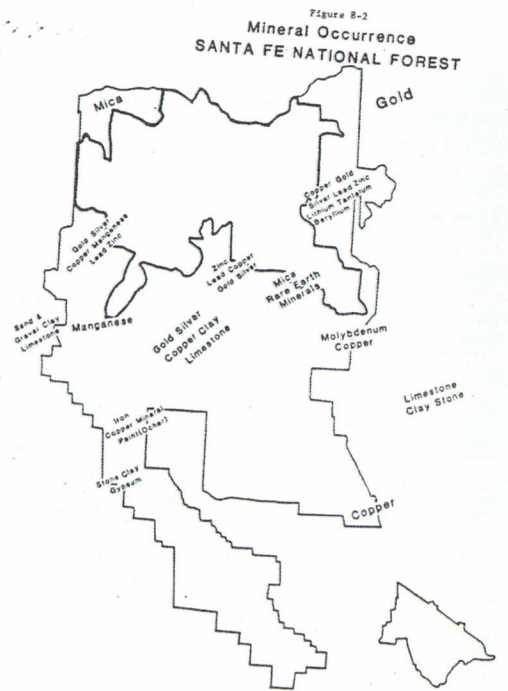 Figure 8-2
Mineral Occurrence
SANTA FE NATIONAL FOREST
Mica
Gold
Copper Gold
Silver Lead Zinc
Lithium Tantalum
Beryllium
Gold Silver
Copper Manganese
Lead Zinc
Zinc
Lead Copper
Gold Silver
Mica
Rare Earth
Minerals
Sand &
Gravel Clay
Limestone
Manganese
Gold Silver
Copper Clay
Limestone
Molybdenum
Copper
Limestone
Clay Stone
Iron
Copper Mineral
Paint(Ocher)
Stone Clay
Gypsum
Copper